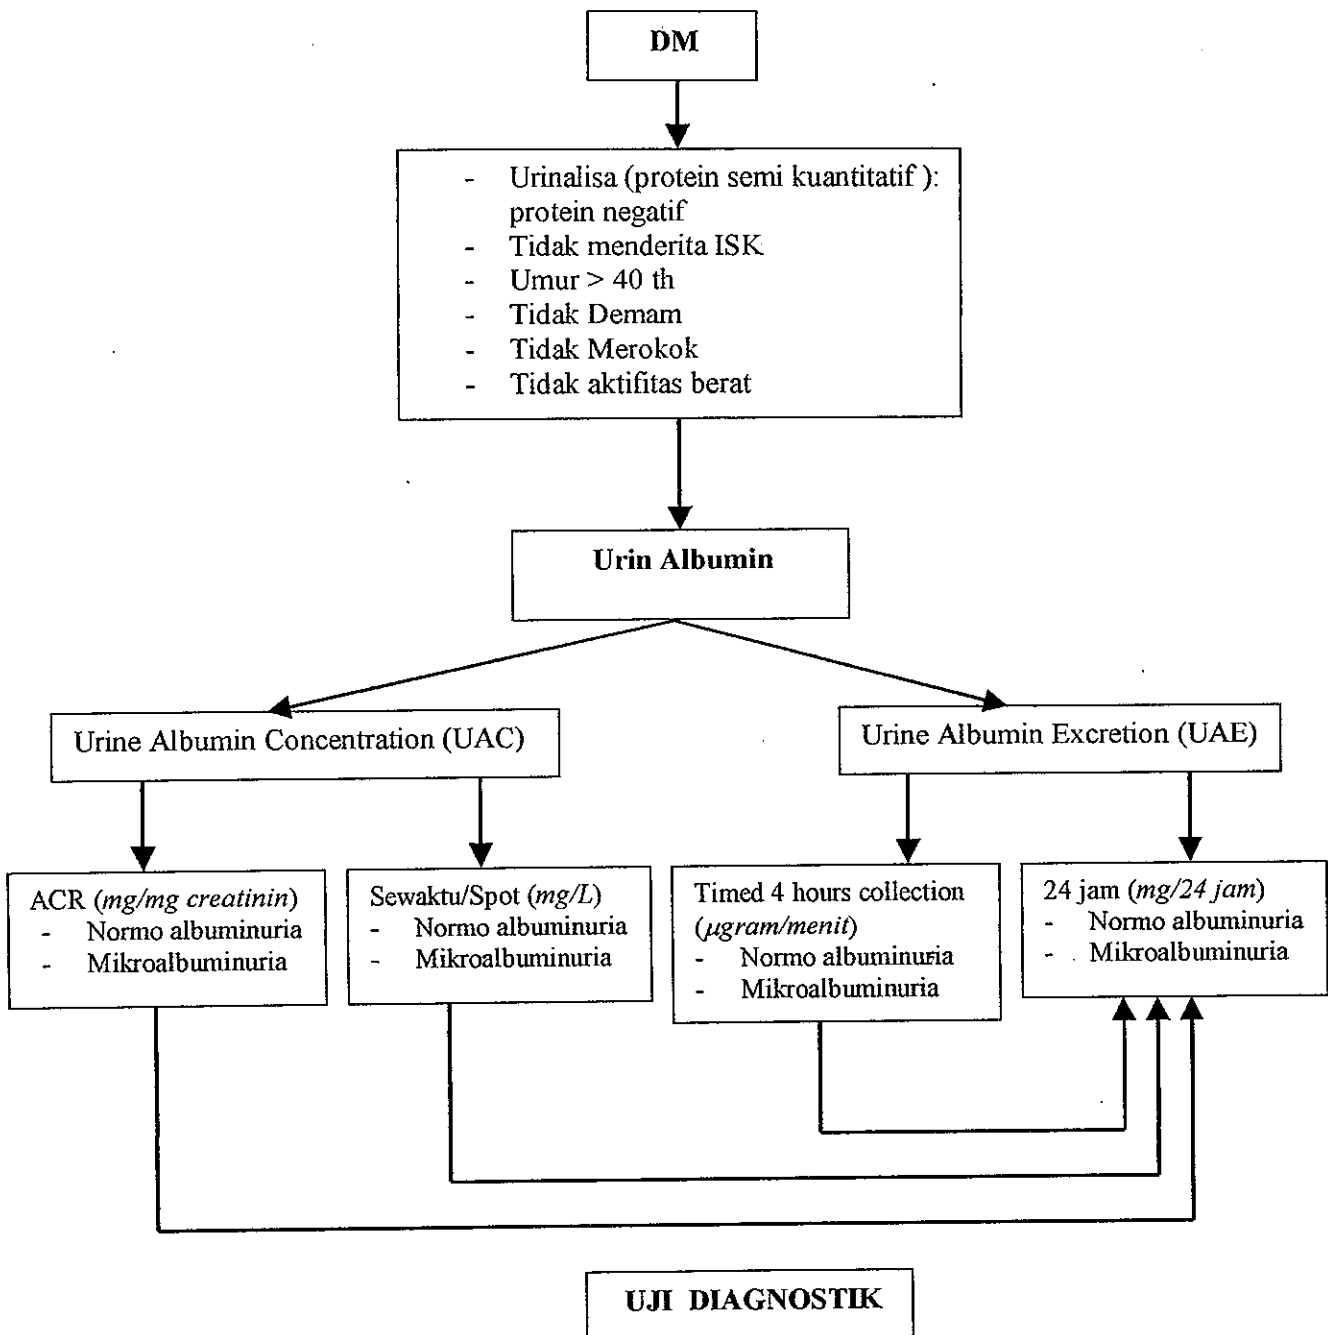 DM
- Urinalisa (protein semi kuantitatif ):
protein negatif
- Tidak menderita ISK
- Umur > 40 th
- Tidak Demam
- Tidak Merokok
- Tidak aktifitas berat
Urin Albumin
Urine Albumin Concentration (UAC)
Urine Albumin Excretion (UAE)
ACR (mg/mg creatinin)
- Normo albuminuria
- Mikroalbuminuria
Sewaktu/Spot (mg/L)
- Normo albuminuria
- Mikroalbuminuria
Timed 4 hours collection
(μgram/menit)
- Normo albuminuria
- Mikroalbuminuria
24 jam (mg/24 jam)
- Normo albuminuria
- Mikroalbuminuria
UJI DIAGNOSTIK